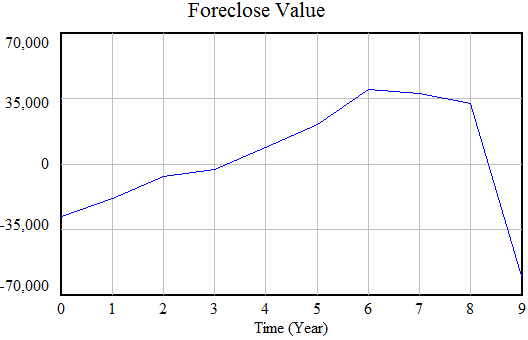 Foreclose Value
70,000
35,000
0
-35,000
-70,000
0 1 2 3 4 5 6 7 8 9
Time (Year)